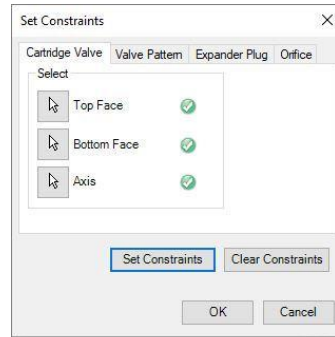 Set Constraints
Cartridge Valve Valve Pattern Expander Plug Orifice
Select
Top Face
Bottom Face
Axis
Set Constraints Clear Constraints
OK Cancel